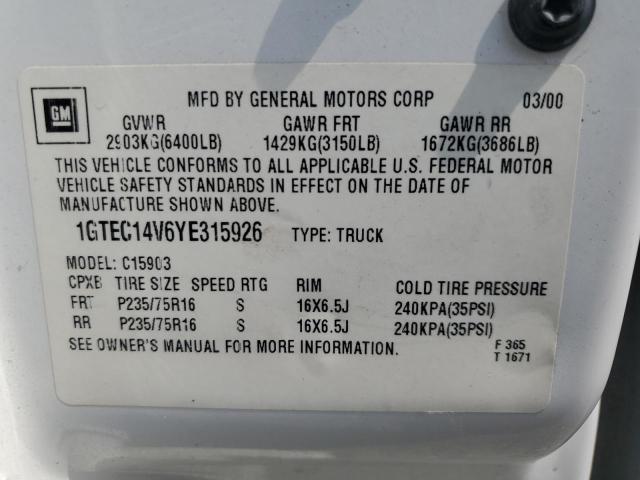 GM
MFD BY GENERAL MOTORS CORP 03/00
GVWR GAWR FRT GAWR RR
2903KG(6400LB) 1429KG(3150LB) 1672KG(3686LB)
THIS VEHICLE CONFORMS TO ALL APPLICABLE U.S. FEDERAL MOTOR
VEHICLE SAFETY STANDARDS IN EFFECT ON THE DATE OF
MANUFACTURE SHOWN ABOVE.
1GTEC14V6YE315926 TYPE: TRUCK
MODEL: C15903
CPXB TIRE SIZE SPEED RTG RIM COLD TIRE PRESSURE
FRT P235/75R16 S 16X6.5J 240KPA(35PSI)
RR P235/75R16 S 16X6.5J 240KPA(35PSI)
SEE OWNER'S MANUAL FOR MORE INFORMATION. F 365
T 1671